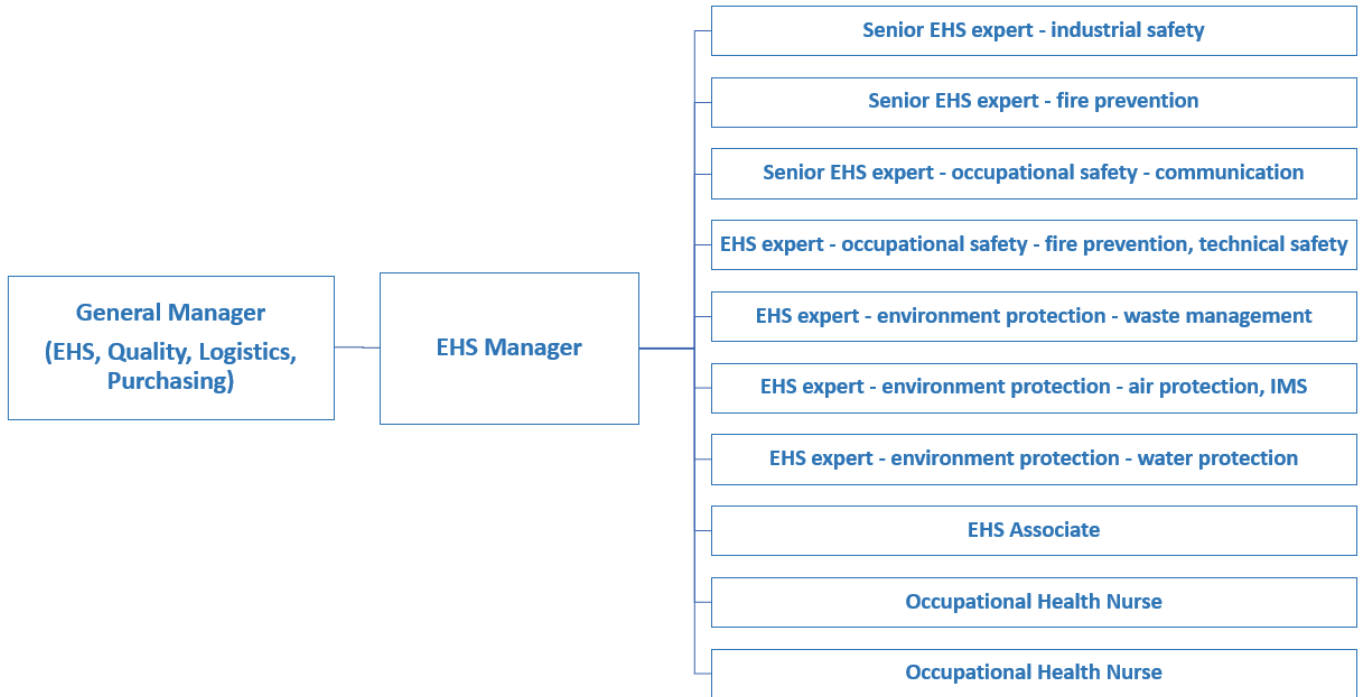 General Manager
(EHS, Quality, Logistics,
Purchasing)
EHS Manager
Senior EHS expert - industrial safety
Senior EHS expert - fire prevention
Senior EHS expert - occupational safety - communication
EHS expert - occupational safety - fire prevention, technical safety
EHS expert - environment protection - waste management
EHS expert - environment protection - air protection, IMS
EHS expert - environment protection - water protection
EHS Associate
Occupational Health Nurse
Occupational Health Nurse